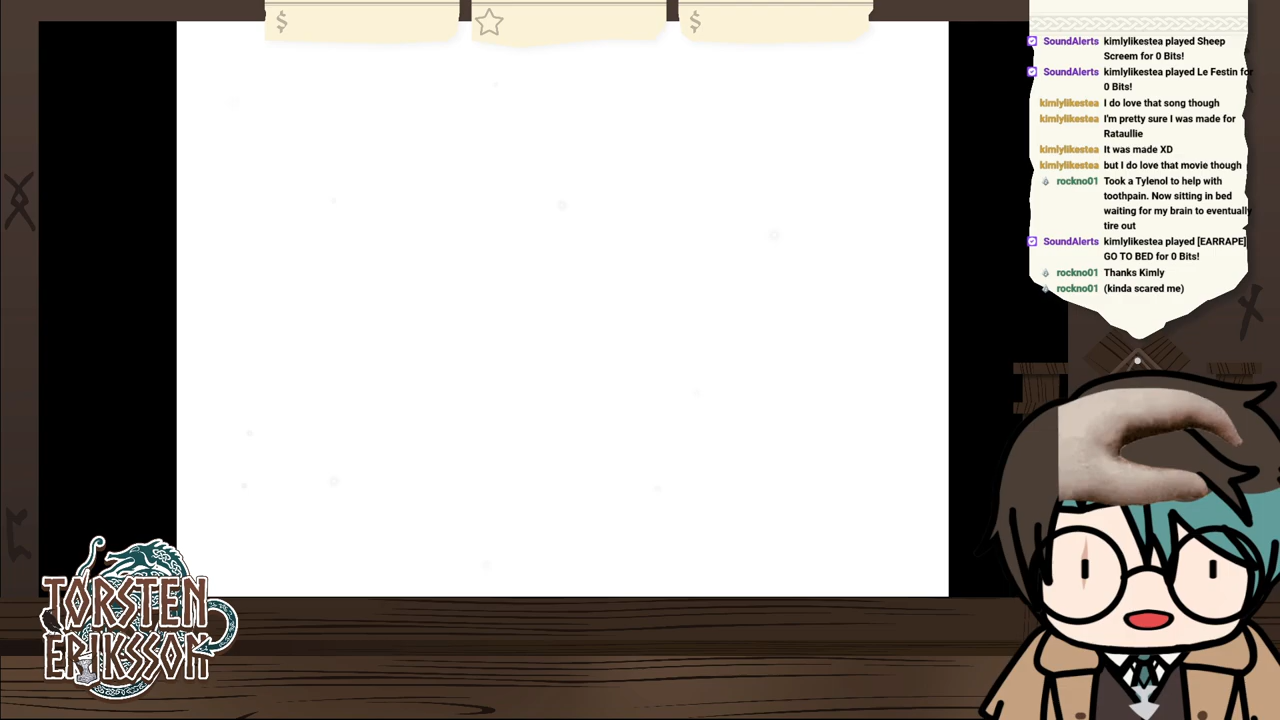 $
$
SoundAlerts kimlylikestea played Sheep
Screem for 0 Bits!
SoundAlerts kimlylikestea played Le Festin for
0 Bits!
kimlylikestea I do love that song though
kimlylikestea I'm pretty sure I was made for
Rataullie
kimlylikestea It was made XD
kimlylikestea but I do love that movie though
rockno01 Took a Tylenol to help with
toothpain. Now sitting in bed
waiting for my brain to eventually
tire out
SoundAlerts kimlylikestea played [EARRAPE]
GO TO BED for 0 Bits!
rockno01 Thanks Kimly
rockno01 (kinda scared me)
TORSTEN
ERIKSSON